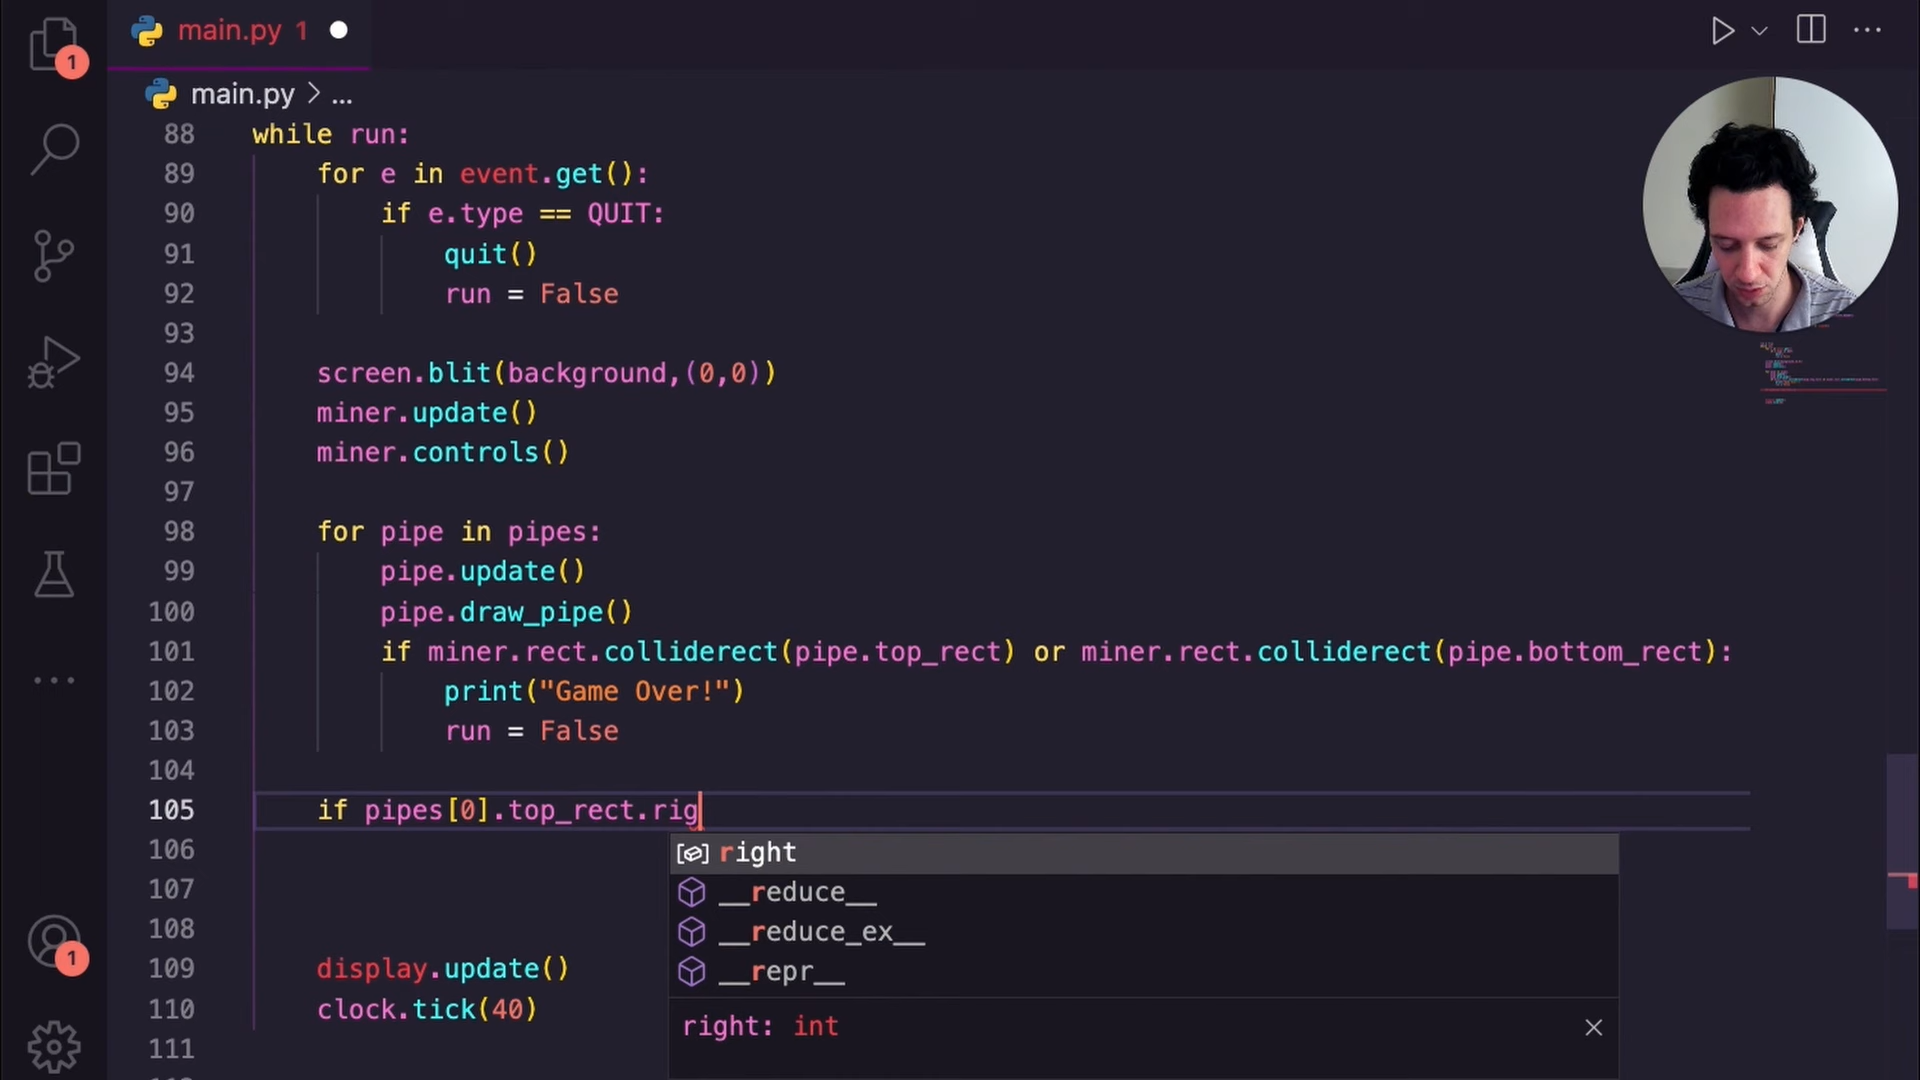 main.py 1
1
main.py > ...
88 while run:
89 for e in event.get():
90 if e.type == QUIT:
91 quit()
92 run = False
93
94 screen.blit(background,(0,0))
95 miner.update()
96 miner.controls()
97
98 for pipe in pipes:
99 pipe.update()
100 pipe.draw_pipe()
101 if miner.rect.colliderect(pipe.top_rect) or miner.rect.colliderect(pipe.bottom_rect):
102 print("Game Over!")
103 run = False
104
105 if pipes[0].top_rect.rig
106
right
107
__reduce__
108
__reduce_ex__
109 display.update()
__repr__
110 clock.tick(40)
right: int
111
1